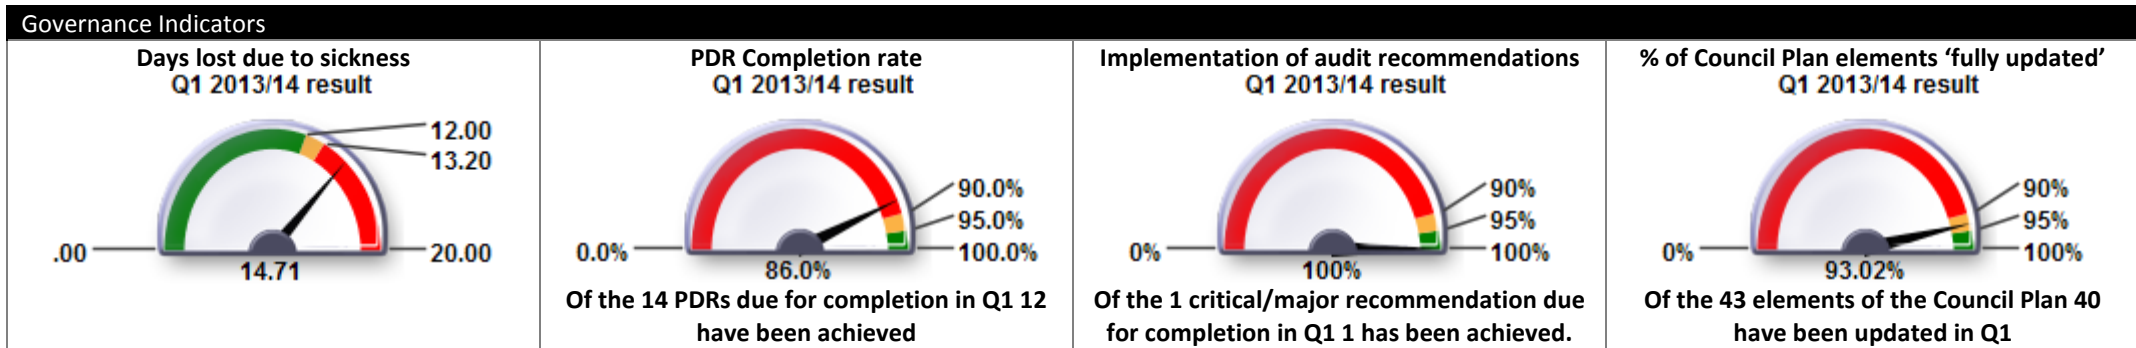 Governance Indicators
Days lost due to sickness
Q1 2013/14 result
12.00
13.20
.00
20.00
14.71
PDR Completion rate
Q1 2013/14 result
90.0%
95.0%
0.0%
100.0%
86.0%
Of the 14 PDRs due for completion in Q1 12
have been achieved
Implementation of audit recommendations
Q1 2013/14 result
90%
95%
0%
100%
100%
Of the 1 critical/major recommendation due
for completion in Q1 1 has been achieved.
% of Council Plan elements ‘fully updated’
Q1 2013/14 result
90%
95%
0%
100%
93.02%
Of the 43 elements of the Council Plan 40
have been updated in Q1